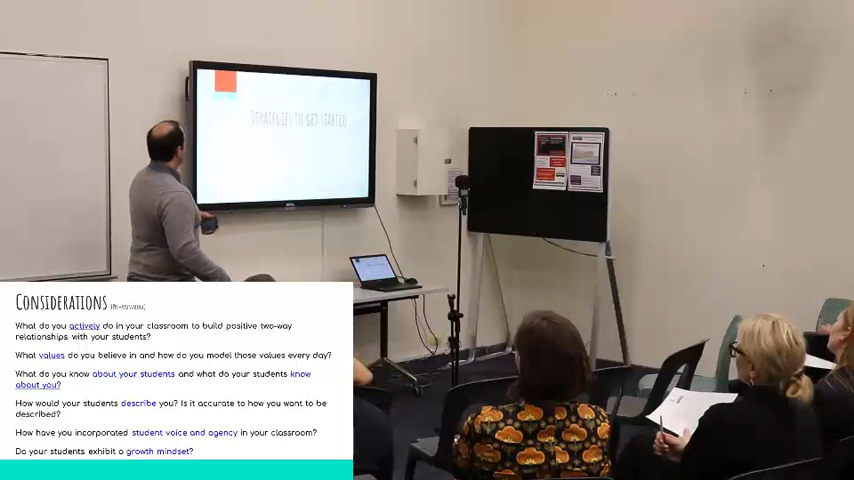 STRATEGIES TO GET STARTED
CONSIDERATIONS
What do you actively do in your classroom to build positive two-way
relationships with your students?
What values do you believe in and how do you model those values every day?
What do you know about your students and what do your students know
about you?
How would your students describe you? Is it accurate to how you want to be
described?
How have you incorporated student voice and agency in your classroom?
Do your students exhibit a growth mindset?